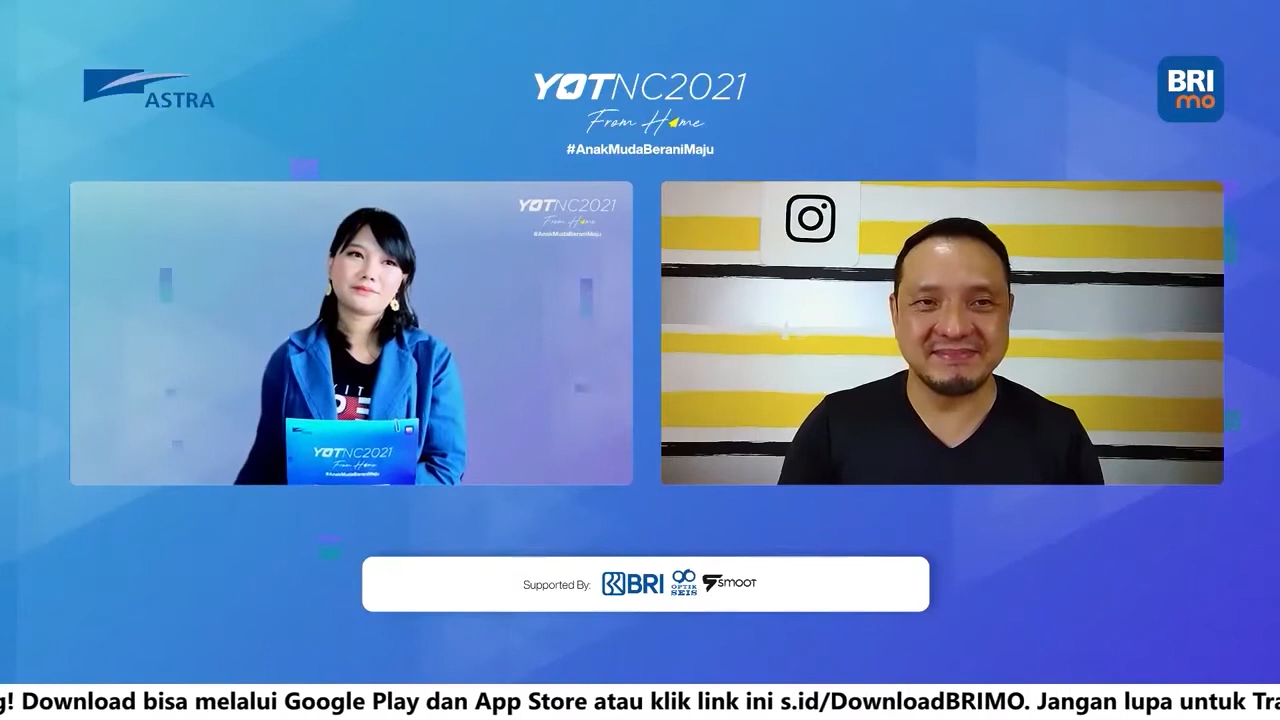 ASTRA
YOTNC2021
From Home
#AnakMudaBeraniMaju
BRI
mo
YOTNC2021
From Home
#AnakMudaBeraniMaju
YOTNC2021
From Home
#AnakMudaBeraniMaju
Supported By:
BRI
OPTIK
SEIS
SMOOT
g! Download bisa melalui Google Play dan App Store atau klik link ini s.id/DownloadBRIMO. Jangan lupa untuk Tra